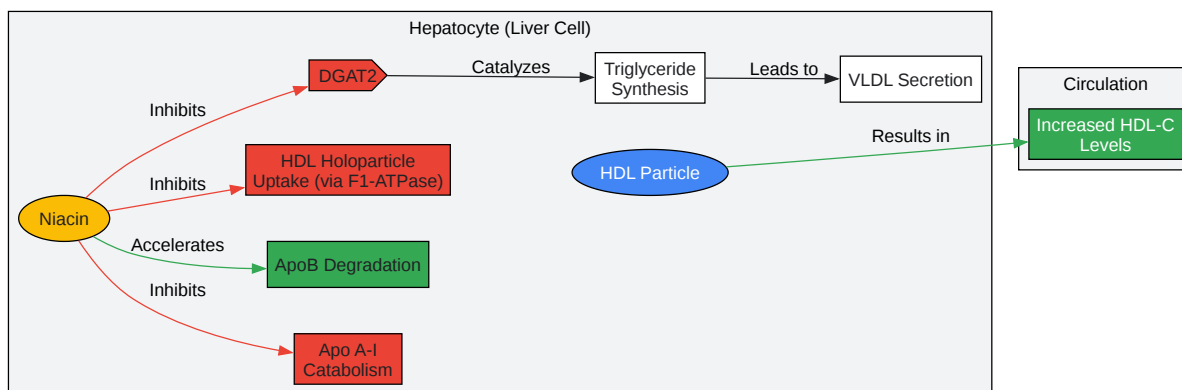 Hepatocyte (Liver Cell)
DGAT2
Catalyzes
Triglyceride
Synthesis
Leads to
VLDL Secretion
Circulation
Increased HDL-C
Levels
Results in
HDL Particle
Inhibits
HDL Holoparticle
Uptake (via F1-ATPase)
Inhibits
Niacin
Accelerates
ApoB Degradation
Inhibits
Apo A-I
Catabolism